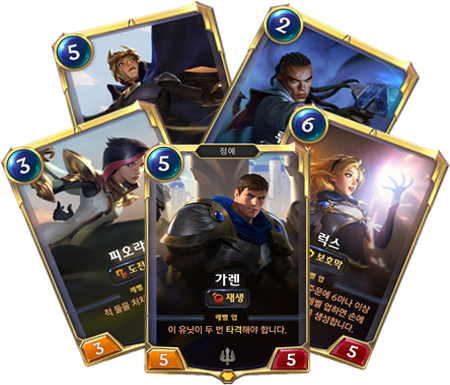 5
2
3
피오라
도전
레벨 업
적 둘을 처치
3
6
럭스
보호막
레벨 업
주문에 6마나 이상
레벨 업하면 손에
생성합니다.
5
5
정예
가렌
재생
레벨 업
이 유닛이 두 번 타격해야 합니다.
5
5